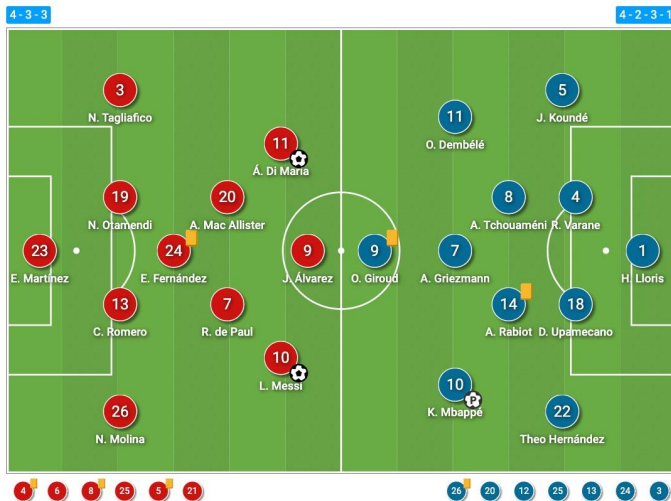 4-3-3
4-2-3-1
3
N. Tagliafico
5
J. Koundé
11
O. Dembélé
11
Á. Di María
19
N. Otamendi
20
A. Mac Allister
8
A. Tchouaméni
4
R. Varane
23
E. Martínez
24
E. Fernández
9
J. Álvarez
9
O. Giroud
7
A. Griezmann
1
H. Lloris
13
C. Romero
7
R. de Paul
14
A. Rabiot
18
D. Upamecano
10
L. Messi
10
P
K. Mbappé
26
N. Molina
22
Theo Hernández
4 6 8 25 5 21
26 20 12 25 13 24 3